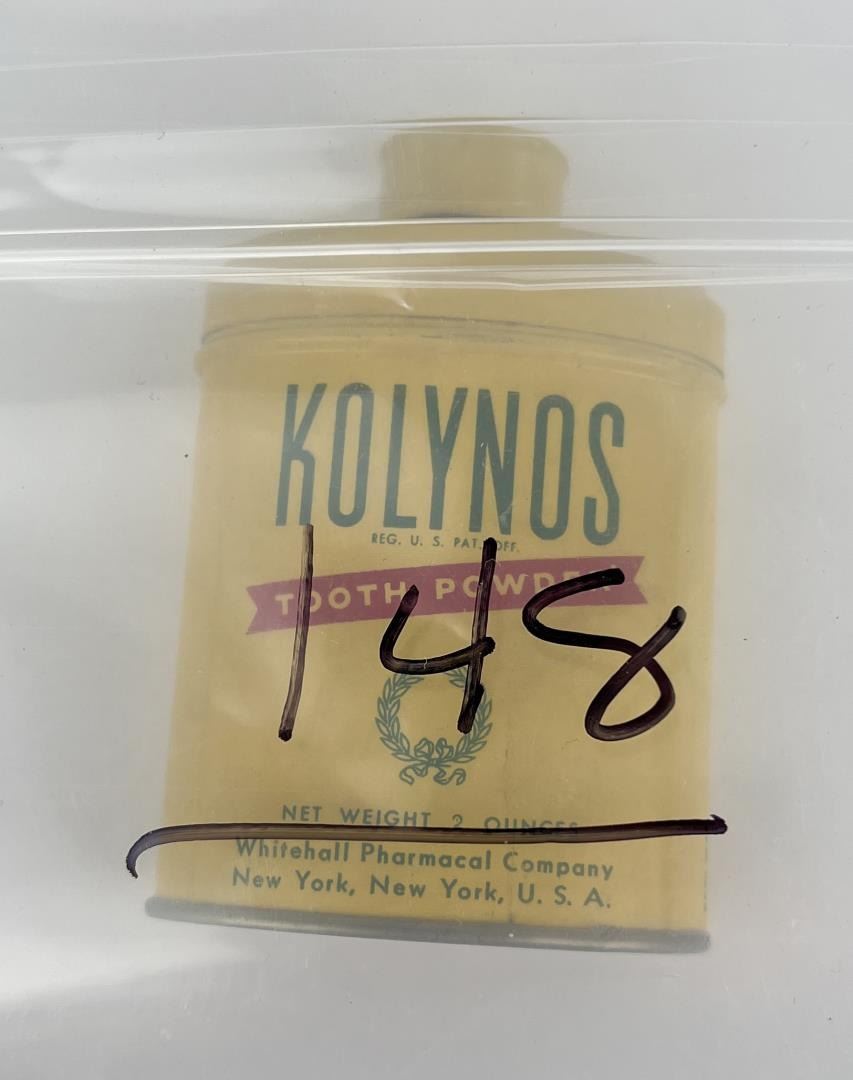 KOLYNOS
REG. U. S. PAT. OFF.
TOOTH POWDER
148
NET WEIGHT 2 OUNCES
Whitehall Pharmacal Company
New York, New York, U. S. A.